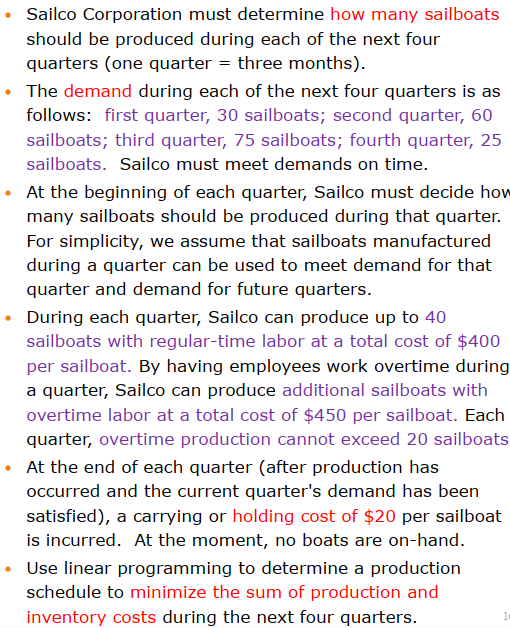 • Sailco Corporation must determine how many sailboats
should be produced during each of the next four
quarters (one quarter = three months).
• The demand during each of the next four quarters is as
follows: first quarter, 30 sailboats; second quarter, 60
sailboats; third quarter, 75 sailboats; fourth quarter, 25
sailboats. Sailco must meet demands on time.
• At the beginning of each quarter, Sailco must decide how
many sailboats should be produced during that quarter.
For simplicity, we assume that sailboats manufactured
during a quarter can be used to meet demand for that
quarter and demand for future quarters.
• During each quarter, Sailco can produce up to 40
sailboats with regular-time labor at a total cost of $400
per sailboat. By having employees work overtime during
a quarter, Sailco can produce additional sailboats with
overtime labor at a total cost of $450 per sailboat. Each
quarter, overtime production cannot exceed 20 sailboats
• At the end of each quarter (after production has
occurred and the current quarter's demand has been
satisfied), a carrying or holding cost of $20 per sailboat
is incurred. At the moment, no boats are on-hand.
• Use linear programming to determine a production
schedule to minimize the sum of production and
inventory costs during the next four quarters.